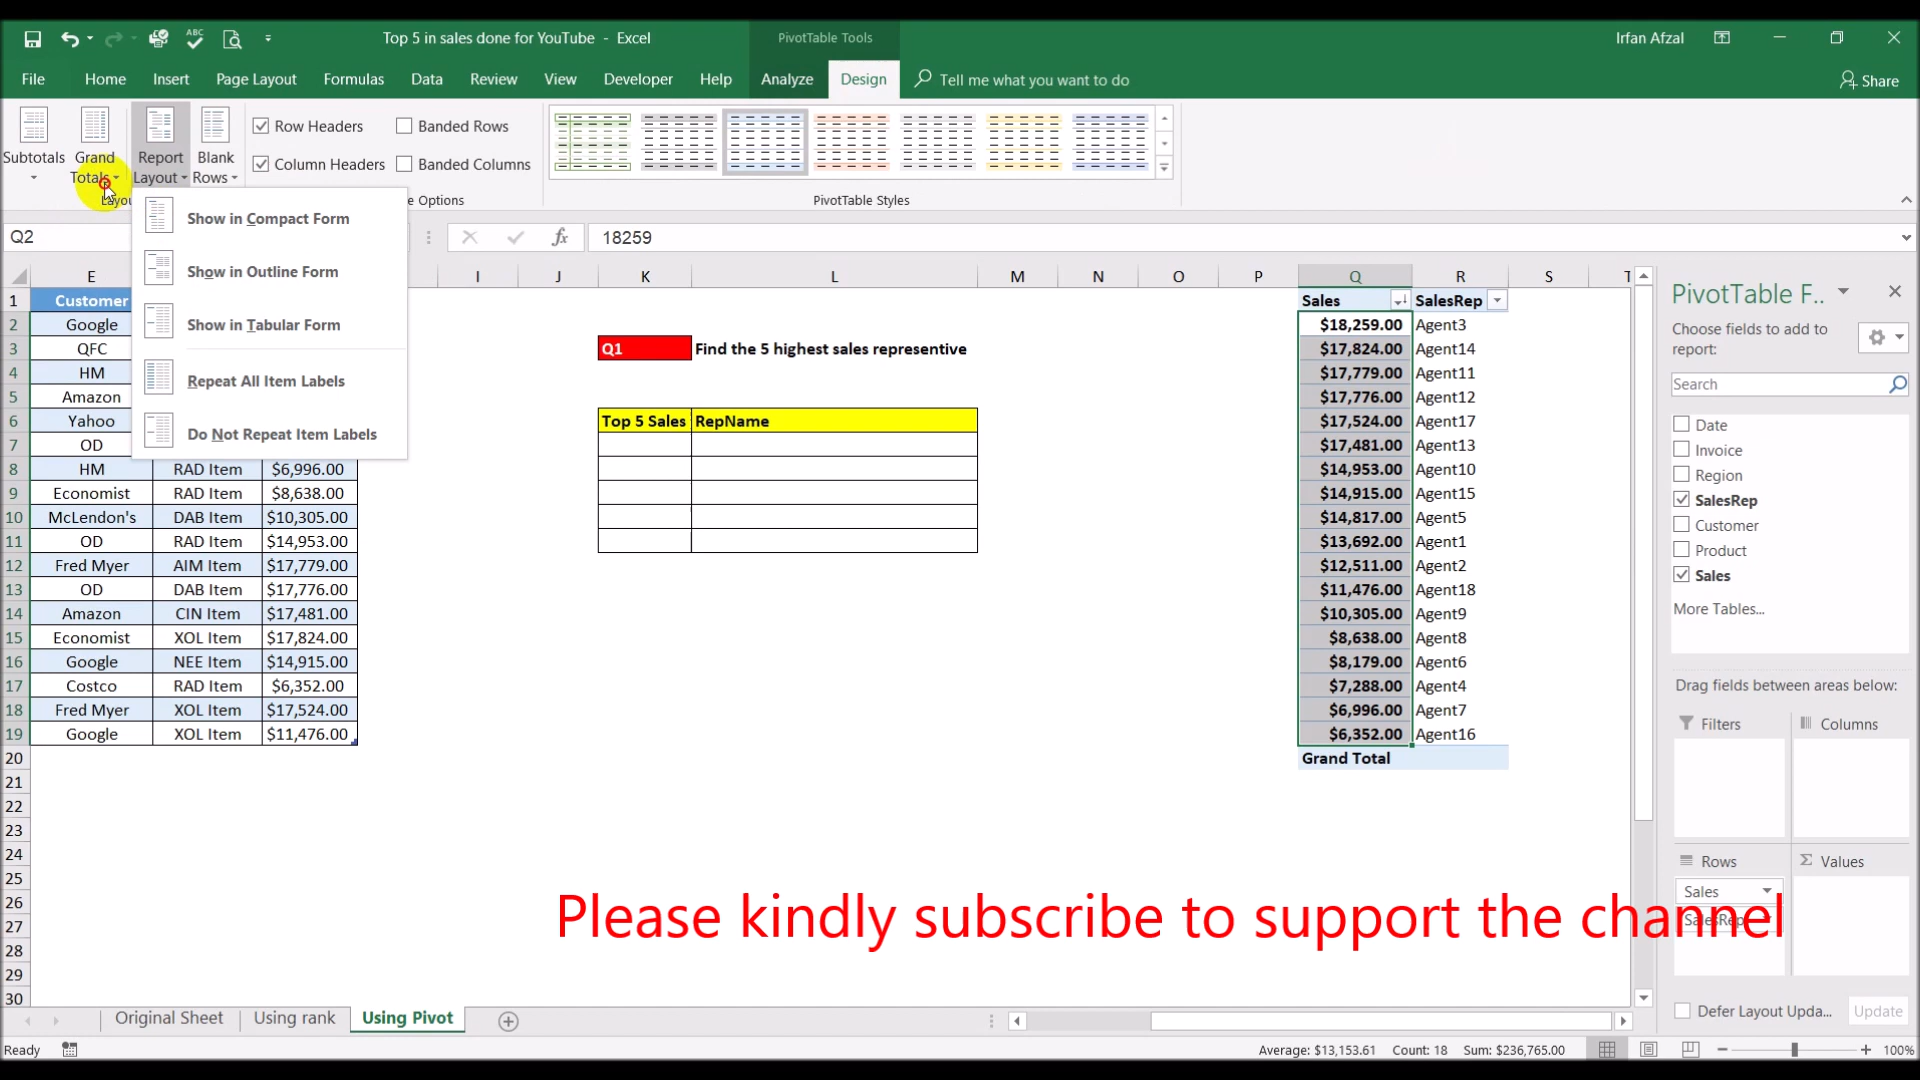 ABC
Top 5 in sales done for YouTube - Excel
PivotTable Tools
Irfan Afzal
File Home Insert Page Layout Formulas Data Review View Developer Help Analyze Design Tell me what you want to do
Share
Subtotals Grand Totals Report Layout Blank Rows
Row Headers Banded Rows
Column Headers Banded Columns
PivotTable Styles
Show in Compact Form
Show in Outline Form
Show in Tabular Form
Repeat All Item Labels
Do Not Repeat Item Labels
Q2 fx 18259
E I J K L M N O P Q R S
1 Customer Sales SalesRep
2 Google $18,259.00 Agent3
3 QFC Q1 Find the 5 highest sales representive $17,824.00 Agent14
4 HM $17,779.00 Agent11
5 Amazon $17,776.00 Agent12
6 Yahoo Top 5 Sales RepName $17,524.00 Agent17
7 OD $17,481.00 Agent13
8 HM RAD Item $6,996.00 $14,953.00 Agent10
9 Economist RAD Item $8,638.00 $14,915.00 Agent15
10 McLendon's DAB Item $10,305.00 $14,817.00 Agent5
11 OD RAD Item $14,953.00 $13,692.00 Agent1
12 Fred Myer AIM Item $17,779.00 $12,511.00 Agent2
13 OD DAB Item $17,776.00 $11,476.00 Agent18
14 Amazon CIN Item $17,481.00 $10,305.00 Agent9
15 Economist XOL Item $17,824.00 $8,638.00 Agent8
16 Google NEE Item $14,915.00 $8,179.00 Agent6
17 Costco RAD Item $6,352.00 $7,288.00 Agent4
18 Fred Myer XOL Item $17,524.00 $6,996.00 Agent7
19 Google XOL Item $11,476.00 $6,352.00 Agent16
20 Grand Total
21
22
23
24
25
26
27
28
29
30
PivotTable F..
Choose fields to add to
report:
Search
Date
Invoice
Region
SalesRep
Customer
Product
Sales
More Tables...
Drag fields between areas below:
Filters Columns
Rows Σ Values
Sales
SalesRep
Defer Layout Upda... Update
Please kindly subscribe to support the channel
Original Sheet Using rank Using Pivot
Ready Average: $13,153.61 Count: 18 Sum: $236,765.00 100%